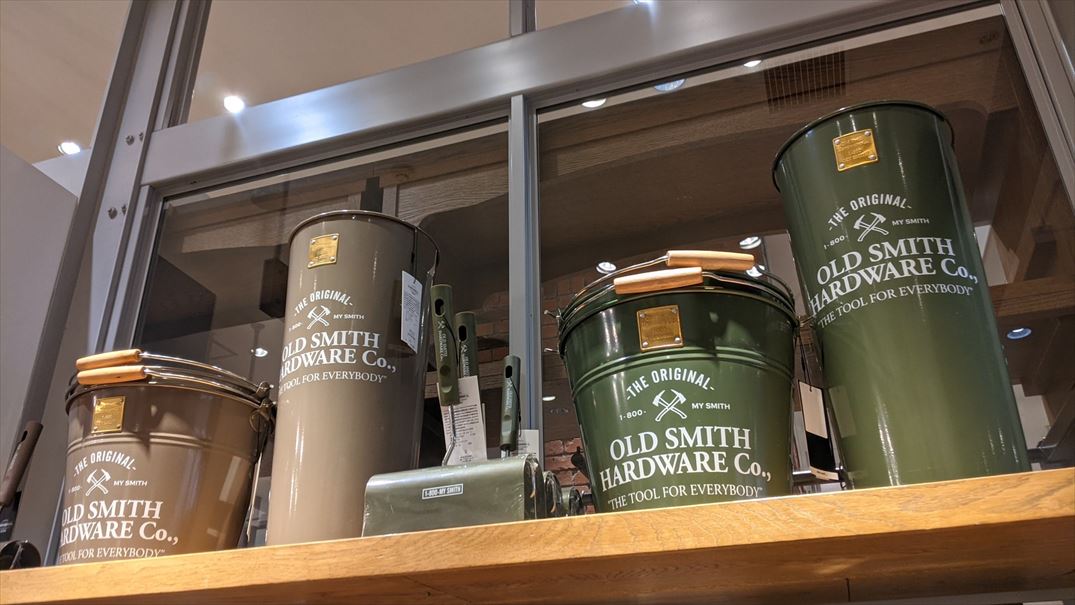 -THE ORIGINAL-
1·800- MY SMITH
OLD SMITH
HARDWARE Co.,
"THE TOOL FOR EVERYBODY"
-THE ORIGINAL-
MY SMITH
OLD SMITH
HARDWARE Co.,
TOOL FOR EVERYBODY"
-THE ORIGINAL-
1·800- MY SMITH
OLD SMITH
HARDWARE Co.,
"THE TOOL FOR EVERYBODY"
1-800-MY SMITH
-THE ORIGINAL-
1·800- MY SMITH
OLD SMITH
HARDWARE Co.,
"THE TOOL FOR EVERYBODY"